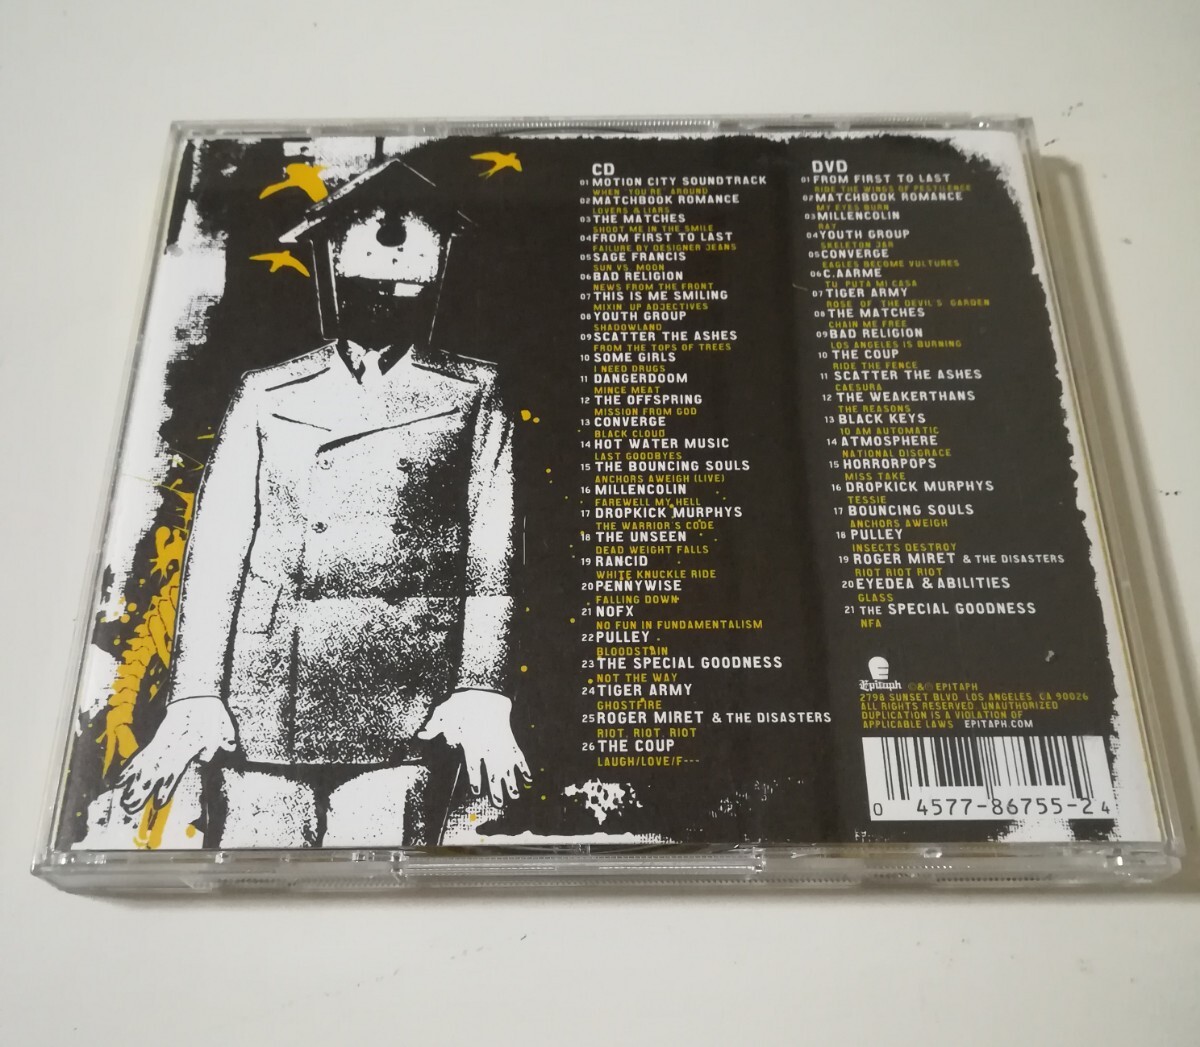 CD
01 MOTION CITY SOUNDTRACK
WHEN "YOU'RE" AROUND
02 MATCHBOOK ROMANCE
LOVERS & LIARS
03 THE MATCHES
SHOOT ME IN THE SMILE
04 FROM FIRST TO LAST
FAILURE BY DESIGNER JEANS
05 SAGE FRANCIS
SUN VS. MOON
06 BAD RELIGION
NEWS FROM THE FRONT
07 THIS IS ME SMILING
MIXIN' UP ADJECTIVES
08 YOUTH GROUP
SHADOWLAND
09 SCATTER THE ASHES
FROM THE TOPS OF TREES
10 SOME GIRLS
I NEED DRUGS
11 DANGERDOOM
MINCE MEAT
12 THE OFFSPRING
MISSION FROM GOD
13 CONVERGE
BLACK CLOUD
14 HOT WATER MUSIC
LAST GOODBYES
15 THE BOUNCING SOULS
ANCHORS AWEIGH (LIVE)
16 MILLENCOLIN
FAREWELL MY HELL
17 DROPKICK MURPHYS
THE WARRIOR'S CODE
18 THE UNSEEN
DEAD WEIGHT FALLS
19 RANCID
WHITE KNUCKLE RIDE
20 PENNYWISE
FALLING DOWN
21 NOFX
NO FUN IN FUNDAMENTALISM
22 PULLEY
BLOODSTAIN
23 THE SPECIAL GOODNESS
NOT THE WAY
24 TIGER ARMY
GHOSTFIRE
25 ROGER MIRET & THE DISASTERS
RIOT, RIOT, RIOT
26 THE COUP
LAUGH/LOVE/F---
DVD
01 FROM FIRST TO LAST
RIDE THE WINGS OF PESTILENCE
02 MATCHBOOK ROMANCE
MY EYES BURN
03 MILLENCOLIN
RAY
04 YOUTH GROUP
SKELETON JAR
05 CONVERGE
EAGLES BECOME VULTURES
06 C.AARME
TU PUTA MI CASA
07 TIGER ARMY
ROSE OF THE DEVIL'S GARDEN
08 THE MATCHES
CHAIN ME FREE
09 BAD RELIGION
LOS ANGELES IS BURNING
10 THE COUP
RIDE THE FENCE
11 SCATTER THE ASHES
CAESURA
12 THE WEAKERTHANS
THE REASONS
13 BLACK KEYS
10 AM AUTOMATIC
14 ATMOSPHERE
NATIONAL DISGRACE
15 HORRORPOPS
MISS TAKE
16 DROPKICK MURPHYS
TESSIE
17 BOUNCING SOULS
ANCHORS AWEIGH
18 PULLEY
INSECTS DESTROY
19 ROGER MIRET & THE DISASTERS
RIOT RIOT RIOT
20 EYEDEA & ABILITIES
GLASS
21 THE SPECIAL GOODNESS
NFA
Epitaph ©&℗ EPITAPH
2798 SUNSET BLVD. LOS ANGELES, CA 90026
ALL RIGHTS RESERVED. UNAUTHORIZED
DUPLICATION IS A VIOLATION OF
APPLICABLE LAWS EPITAPH.COM
0 4577-86755-2 4